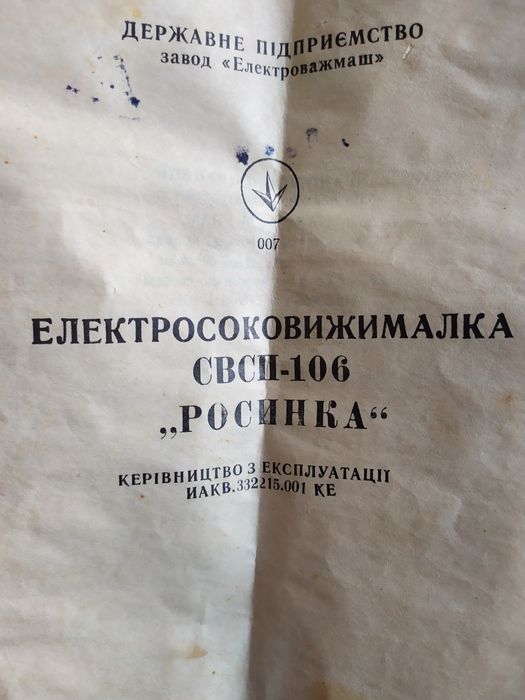 ДЕРЖАВНЕ ПІДПРИЄМСТВО
завод «Електроважмаш»
007
ЕЛЕКТРОСОКОВИЖИМАЛКА
СВСП-106
„РОСИНКА“
КЕРІВНИЦТВО З ЕКСПЛУАТАЦІЇ
ИАКВ.332215.001 КЕ